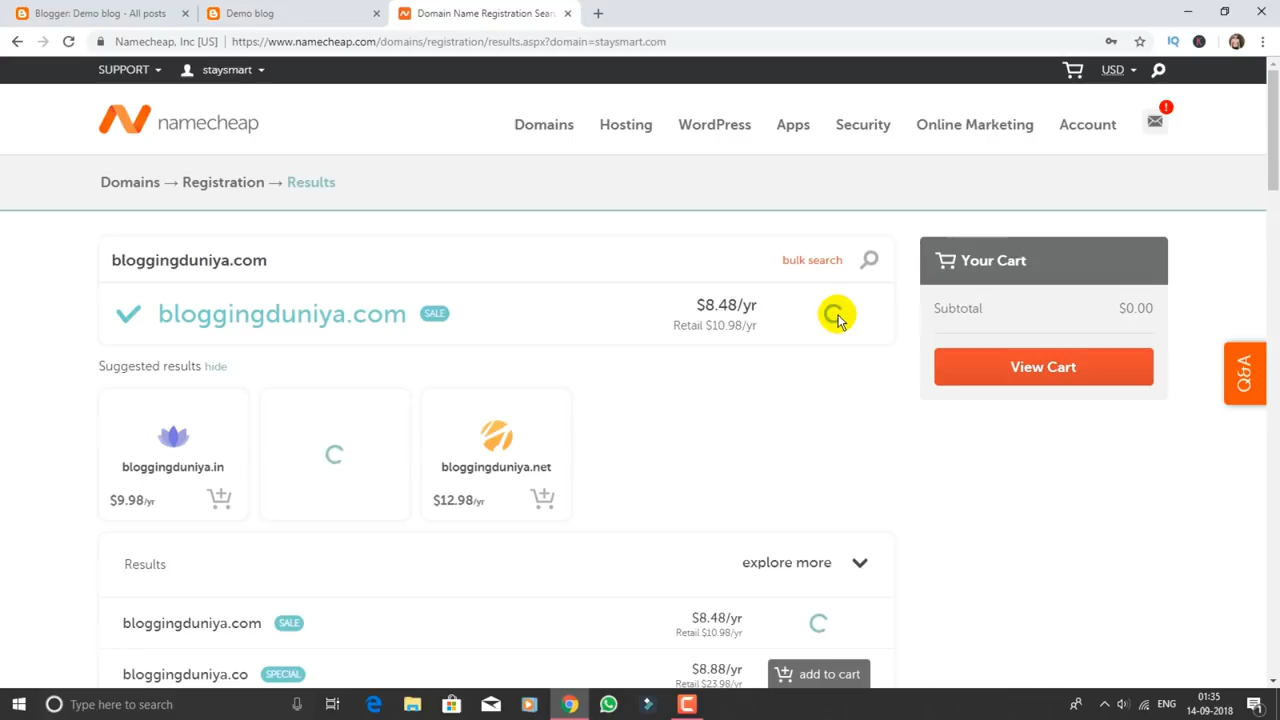 Blogger: Demo blog - All posts
Demo blog
Domain Name Registration Sear
Namecheap, Inc [US]
https://www.namecheap.com/domains/registration/results.aspx?domain=staysmart.com
SUPPORT
staysmart
USD
namecheap
Domains
Hosting
WordPress
Apps
Security
Online Marketing
Account
!
Domains → Registration → Results
bloggingduniya.com
bulk search
bloggingduniya.com
SALE
$8.48/yr
Retail $10.98/yr
Your Cart
Subtotal
$0.00
View Cart
Q&A
Suggested results hide
bloggingduniya.in
$9.98/yr
bloggingduniya.net
$12.98/yr
Results
explore more
bloggingduniya.com
SALE
$8.48/yr
Retail $10.98/yr
bloggingduniya.co
SPECIAL
$8.88/yr
Retail $23.98/yr
add to cart
Type here to search
ENG
01:35
14-09-2018